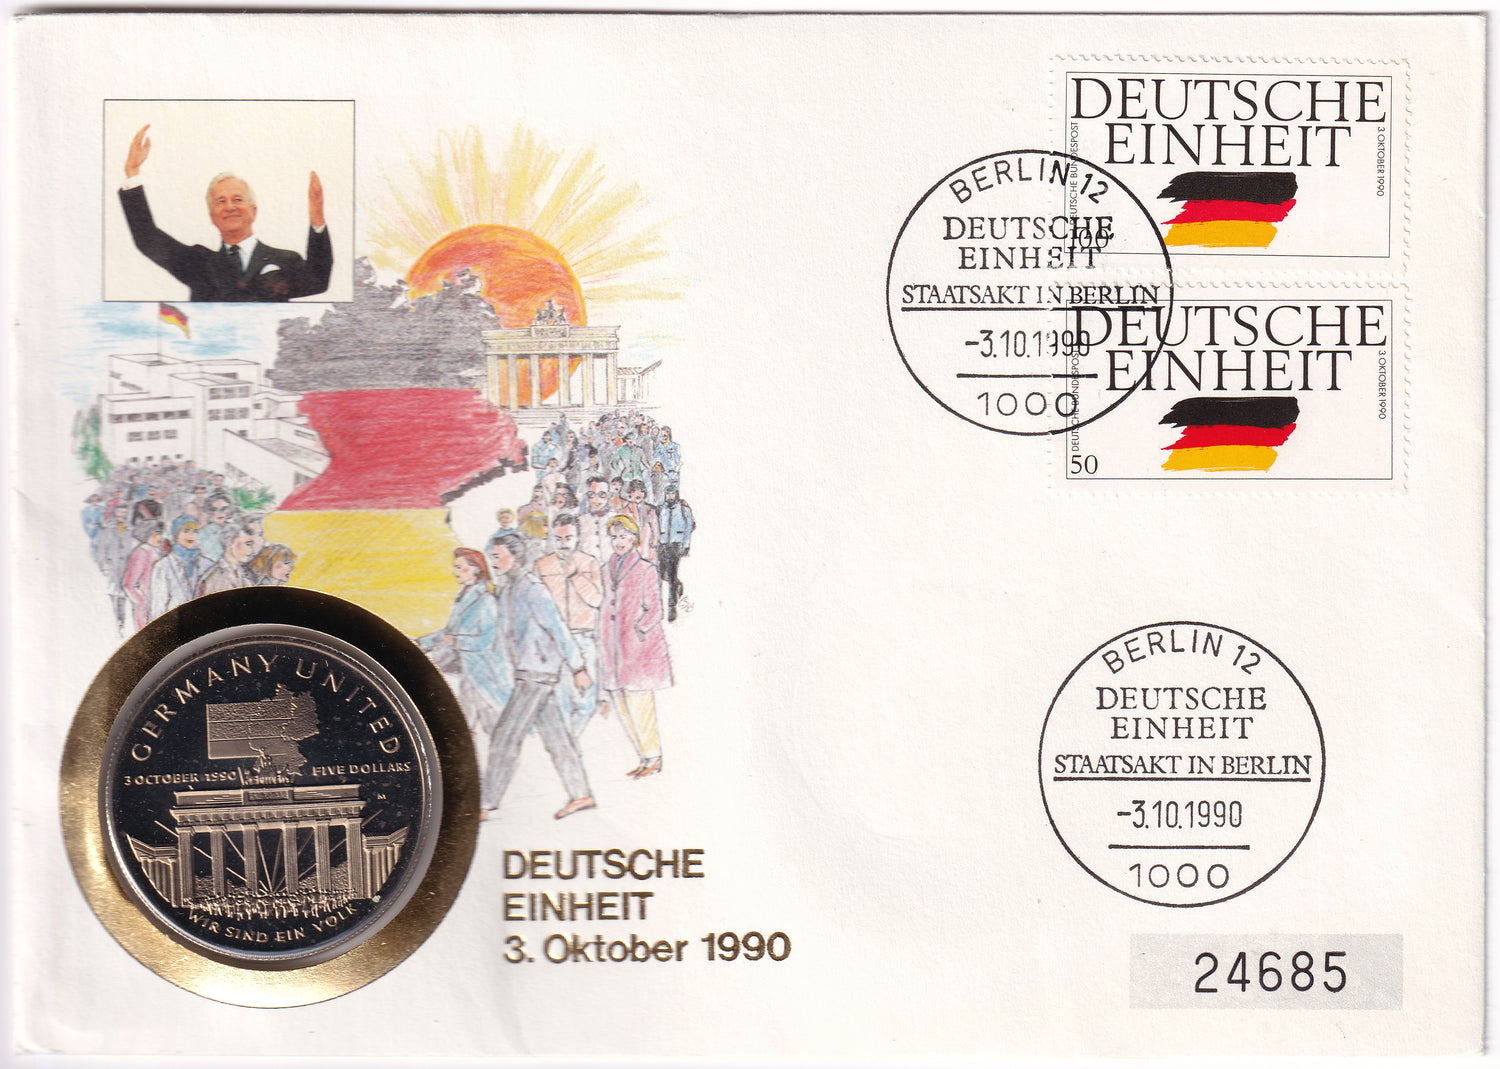 DEUTSCHE
EINHEIT
DEUTSCHE BUNDESPOST
3. OKTOBER 1990
100
DEUTSCHE
EINHEIT
DEUTSCHE BUNDESPOST
3. OKTOBER 1990
50
BERLIN 12
DEUTSCHE
EINHEIT
STAATSAKT IN BERLIN
-3.10.1990
1000
GERMANY UNITED
3 OCTOBER 1990
FIVE DOLLARS
M
WIR SIND EIN VOLK
DEUTSCHE
EINHEIT
3. Oktober 1990
BERLIN 12
DEUTSCHE
EINHEIT
STAATSAKT IN BERLIN
-3.10.1990
1000
24685